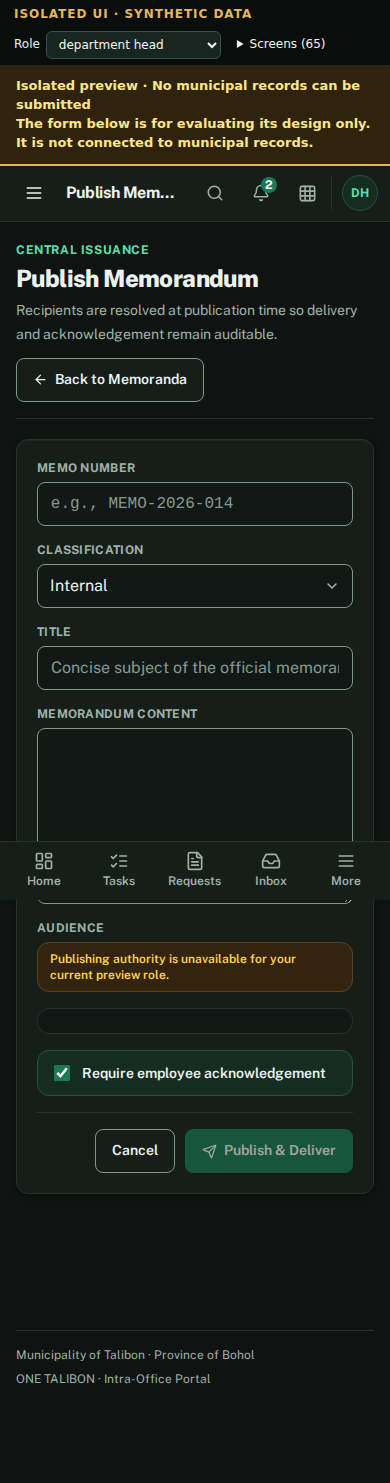 ISOLATED UI · SYNTHETIC DATA
Role department head Screens (65)
Isolated preview · No municipal records can be
submitted
The form below is for evaluating its design only.
It is not connected to municipal records.
Publish Mem... 2 DH
CENTRAL ISSUANCE
Publish Memorandum
Recipients are resolved at publication time so delivery
and acknowledgement remain auditable.
Back to Memoranda
MEMO NUMBER
e.g., MEMO-2026-014
CLASSIFICATION
Internal
TITLE
Concise subject of the official memora
MEMORANDUM CONTENT
Home Tasks Requests Inbox More
AUDIENCE
Publishing authority is unavailable for your
current preview role.
Require employee acknowledgement
Cancel Publish & Deliver
Municipality of Talibon · Province of Bohol
ONE TALIBON · Intra-Office Portal